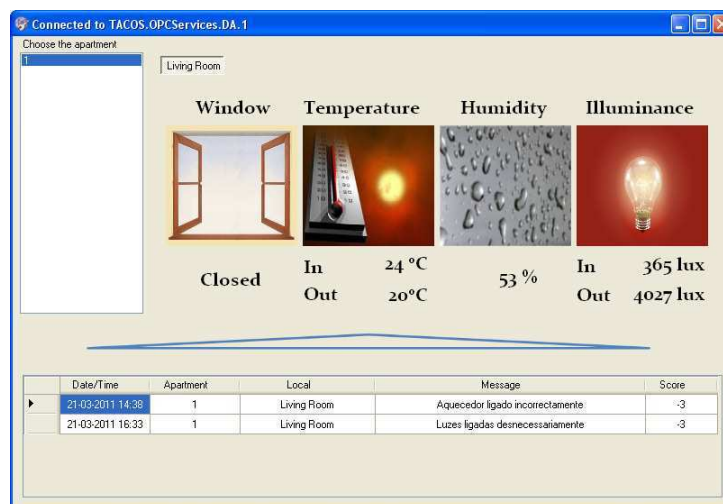 Connected to TACOS.OPCServices.DA.1
Choose the apartment
1
Living Room
Window Temperature Humidity Illuminance
Closed In 24 ºC 53 % In 365 lux
Out 20ºC Out 4027 lux
Date/Time Apartment Local Message Score
21-03-2011 14:38 1 Living Room Aquecedor ligado incorrectamente -3
21-03-2011 16:33 1 Living Room Luzes ligadas desnecessariamente -3